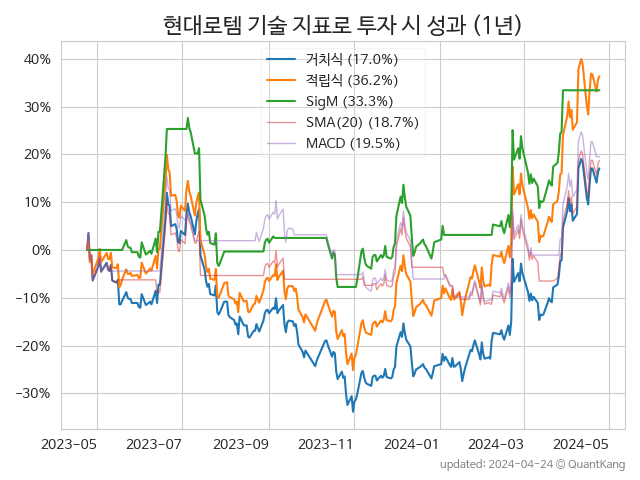 현대로템 기술 지표로 투자 시 성과 (1년)
거치식 (17.0%)
적립식 (36.2%)
SigM (33.3%)
SMA(20) (18.7%)
MACD (19.5%)
40%
30%
20%
10%
0%
−10%
−20%
−30%
2023-05 2023-07 2023-09 2023-11 2024-01 2024-03 2024-05
updated: 2024-04-24 © QuantKang